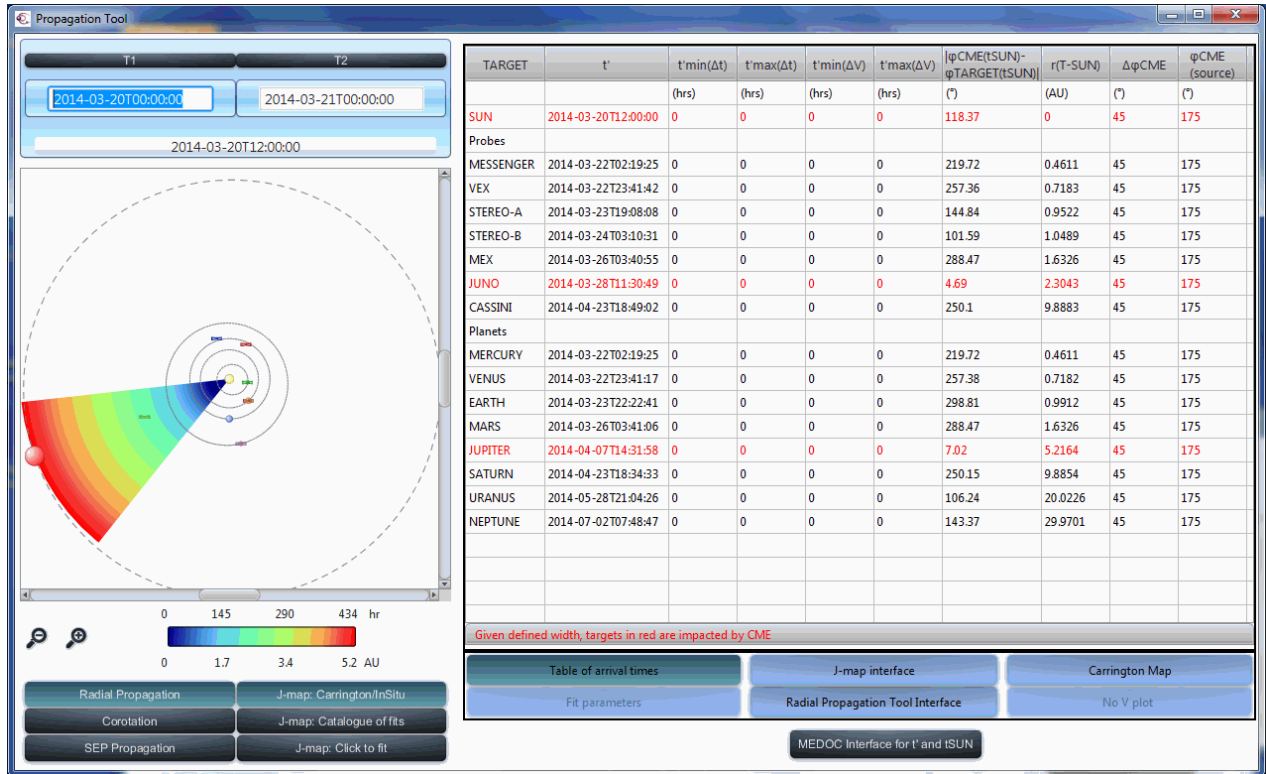 Propagation Tool
T1 T2
2014-03-20T00:00:00 2014-03-21T00:00:00
2014-03-20T12:00:00
0 145 290 434 hr
0 1.7 3.4 5.2 AU
Radial Propagation J-map: Carrington/InSitu
Corotation J-map: Catalogue of fits
SEP Propagation J-map: Click to fit
TARGET t' t'min(Δt) t'max(Δt) t'min(ΔV) t'max(ΔV) |φCME(tSUN)- φTARGET(tSUN)| r(T-SUN) ΔφCME φCME (source)
(hrs) (hrs) (hrs) (hrs) (°) (AU) (°) (°)
SUN 2014-03-20T12:00:00 0 0 0 0 118.37 0 45 175
Probes
MESSENGER 2014-03-22T02:19:25 0 0 0 0 219.72 0.4611 45 175
VEX 2014-03-22T23:41:42 0 0 0 0 257.36 0.7183 45 175
STEREO-A 2014-03-23T19:08:08 0 0 0 0 144.84 0.9522 45 175
STEREO-B 2014-03-24T03:10:31 0 0 0 0 101.59 1.0489 45 175
MEX 2014-03-26T03:40:55 0 0 0 0 288.47 1.6326 45 175
JUNO 2014-03-28T11:30:49 0 0 0 0 4.69 2.3043 45 175
CASSINI 2014-04-23T18:49:02 0 0 0 0 250.1 9.8883 45 175
Planets
MERCURY 2014-03-22T02:19:25 0 0 0 0 219.72 0.4611 45 175
VENUS 2014-03-22T23:41:17 0 0 0 0 257.38 0.7182 45 175
EARTH 2014-03-23T22:22:41 0 0 0 0 298.81 0.9912 45 175
MARS 2014-03-26T03:41:06 0 0 0 0 288.47 1.6326 45 175
JUPITER 2014-04-07T14:31:58 0 0 0 0 7.02 5.2164 45 175
SATURN 2014-04-23T18:34:33 0 0 0 0 250.15 9.8854 45 175
URANUS 2014-05-28T21:04:26 0 0 0 0 106.24 20.0226 45 175
NEPTUNE 2014-07-02T07:48:47 0 0 0 0 143.37 29.9701 45 175
Given defined width, targets in red are impacted by CME
Table of arrival times J-map interface Carrington Map
Fit parameters Radial Propagation Tool Interface No V plot
MEDOC Interface for t' and tSUN